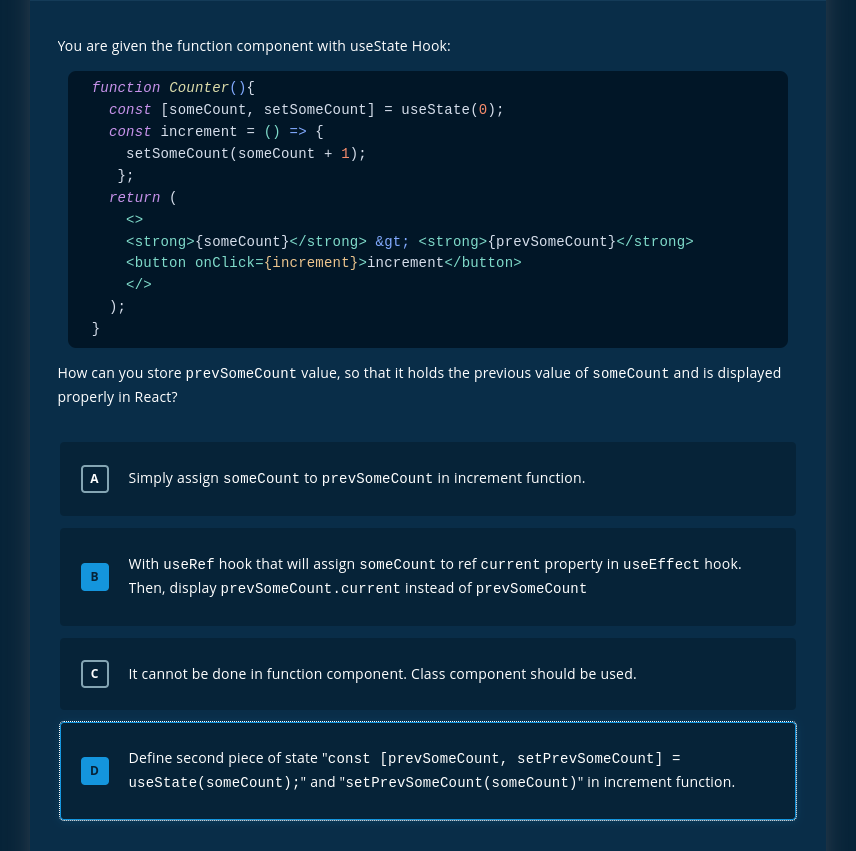 You are given the function component with useState Hook:
function Counter(){
const [someCount, setSomeCount] = useState(0);
const increment = () => {
setSomeCount(someCount + 1);
};
return (
<>
<strong>{someCount}</strong> &gt; <strong>{prevSomeCount}</strong>
<button onClick={increment}>increment</button>
</>
);
}
How can you store prevSomeCount value, so that it holds the previous value of someCount and is displayed
properly in React?
A Simply assign someCount to prevSomeCount in increment function.
With useRef hook that will assign someCount to ref current property in useEffect hook.
B
Then, display prevSomeCount.current instead of prevSomeCount
C It cannot be done in function component. Class component should be used.
Define second piece of state "const [prevSomeCount, setPrevSomeCount] =
D
useState(someCount);" and "setPrevSomeCount(someCount)" in increment function.